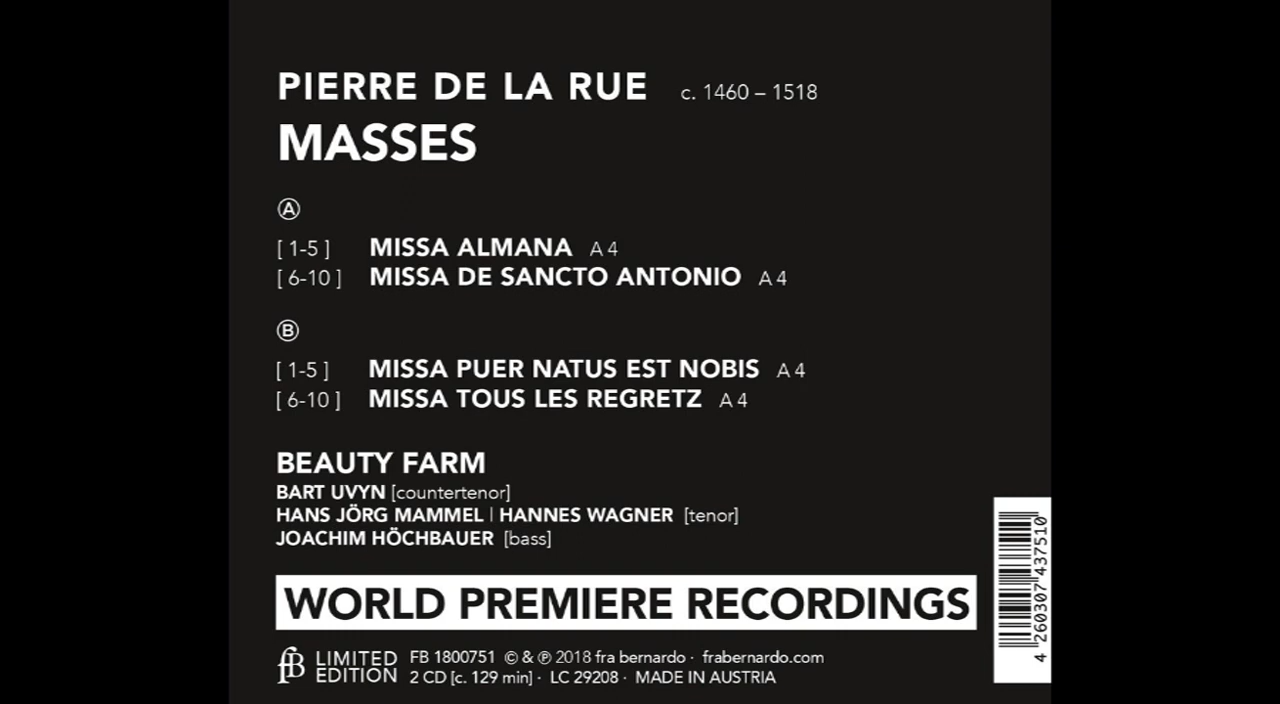 PIERRE DE LA RUE c. 1460 – 1518
MASSES
Ⓐ
[ 1-5 ] MISSA ALMANA A 4
[ 6-10 ] MISSA DE SANCTO ANTONIO A 4
Ⓑ
[ 1-5 ] MISSA PUER NATUS EST NOBIS A 4
[ 6-10 ] MISSA TOUS LES REGRETZ A 4
BEAUTY FARM
BART UVYN [countertenor]
HANS JÖRG MAMMEL | HANNES WAGNER [tenor]
JOACHIM HÖCHBAUER [bass]
WORLD PREMIERE RECORDINGS
fB LIMITED EDITION
FB 1800751 © & ℗ 2018 fra bernardo · frabernardo.com
2 CD [c. 129 min] · LC 29208 · MADE IN AUSTRIA
4 260307 437510